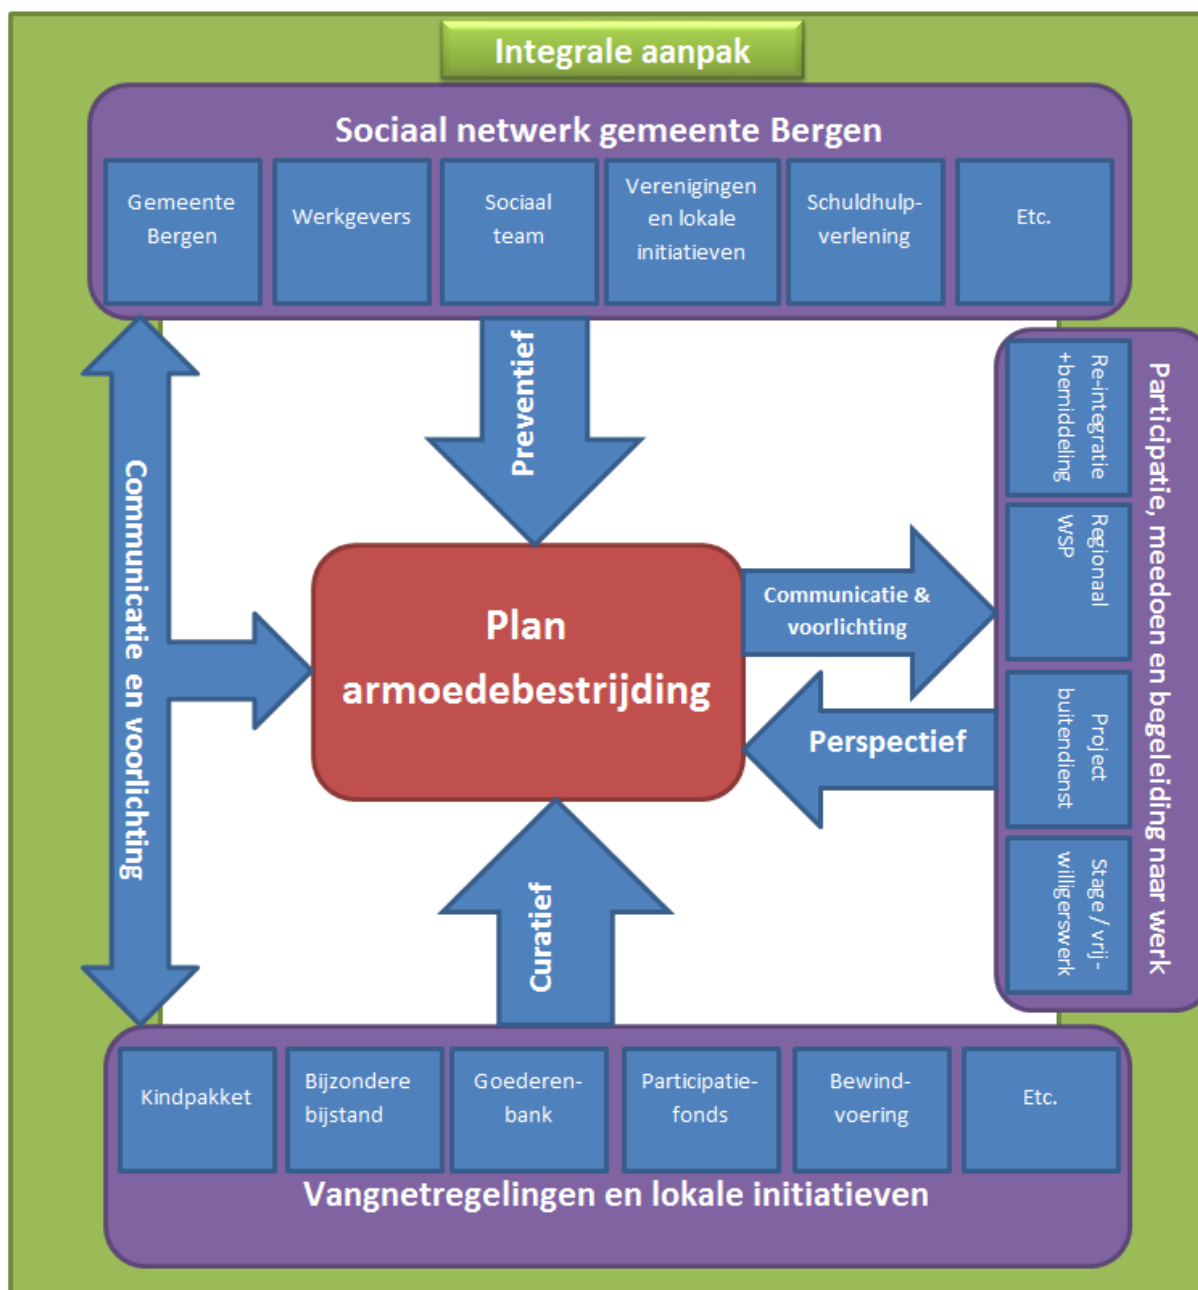 Integrale aanpak
Sociaal netwerk gemeente Bergen
Gemeente
Bergen
Werkgevers
Sociaal
team
Verenigingen
en lokale
initiatieven
Schuldhulp-
verlening
Etc.
Preventief
Communicatie en voorlichting
Plan
armoedebestrijding
Communicatie &
voorlichting
Perspectief
Participatie, meedoen en begeleiding naar werk
Re-integratie
+bemiddeling
Regionaal
WSP
Project
buitendienst
Stage / vrij-
willigerswerk
Curatief
Kindpakket
Bijzondere
bijstand
Goederen-
bank
Participatie-
fonds
Bewind-
voering
Etc.
Vangnetregelingen en lokale initiatieven